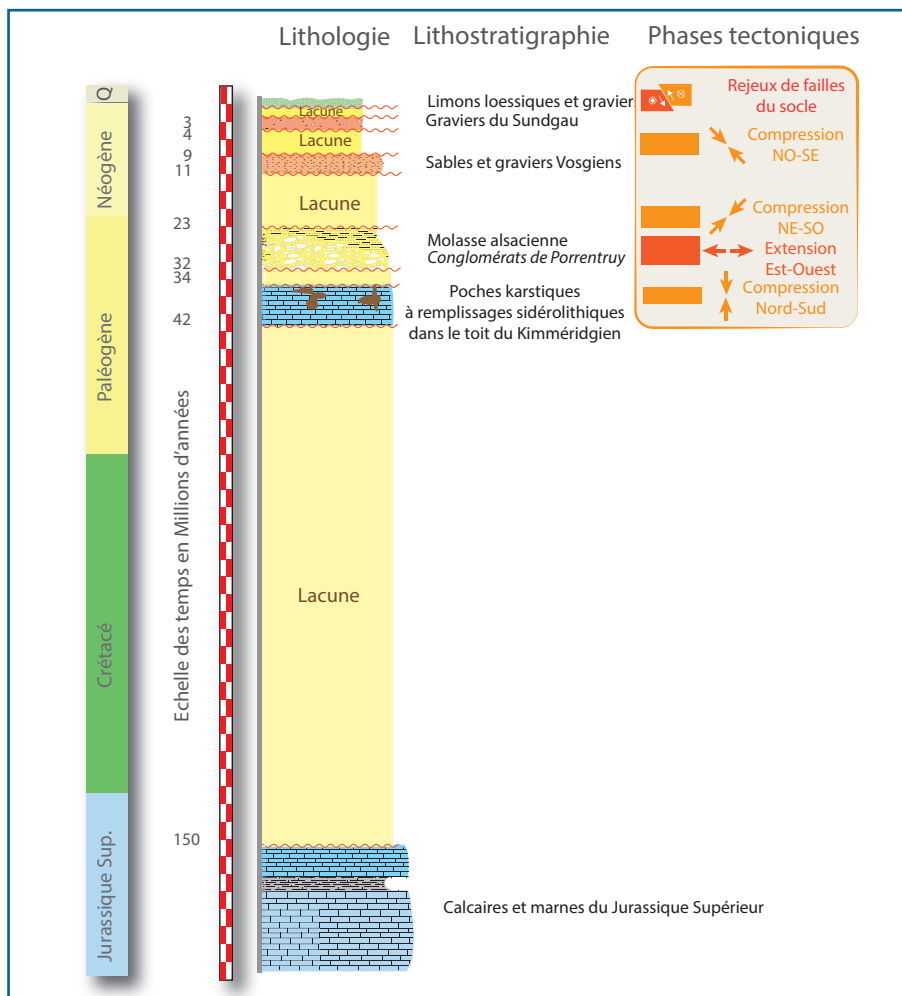 Lithologie
Lithostratigraphie
Phases tectoniques
Q
Néogène
Paléogène
Crétacé
Jurassique Sup.
Echelle des temps en Millions d'années
3
4
9
11
23
32
34
42
150
Lacune
Lacune
Lacune
Lacune
Limons loessiques et graviers
Graviers du Sundgau
Sables et graviers Vosgiens
Molasse alsacienne
Conglomérats de Porrentruy
Poches karstiques
à remplissages sidérolithiques
dans le toit du Kimméridgien
Calcaires et marnes du Jurassique Supérieur
Rejeux de failles
du socle
Compression
NO-SE
Compression
NE-SO
Extension
Est-Ouest
Compression
Nord-Sud